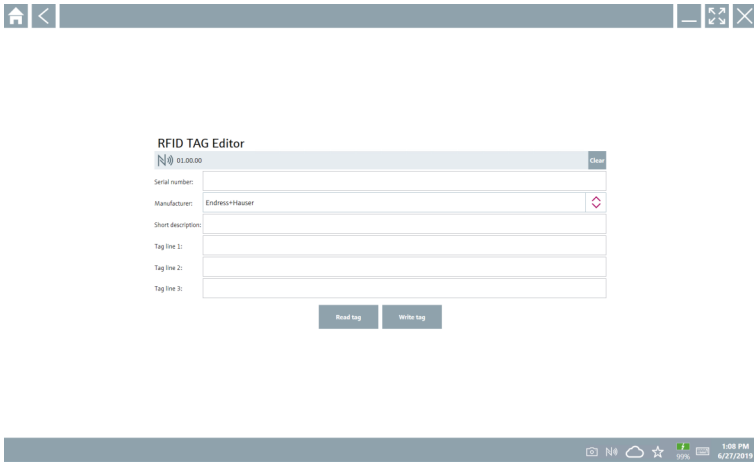 RFID TAG Editor
01.00.00 Clear
Serial number:
Manufacturer: Endress+Hauser
Short description:
Tag line 1:
Tag line 2:
Tag line 3:
Read tag Write tag
99% 1:08 PM
6/27/2019